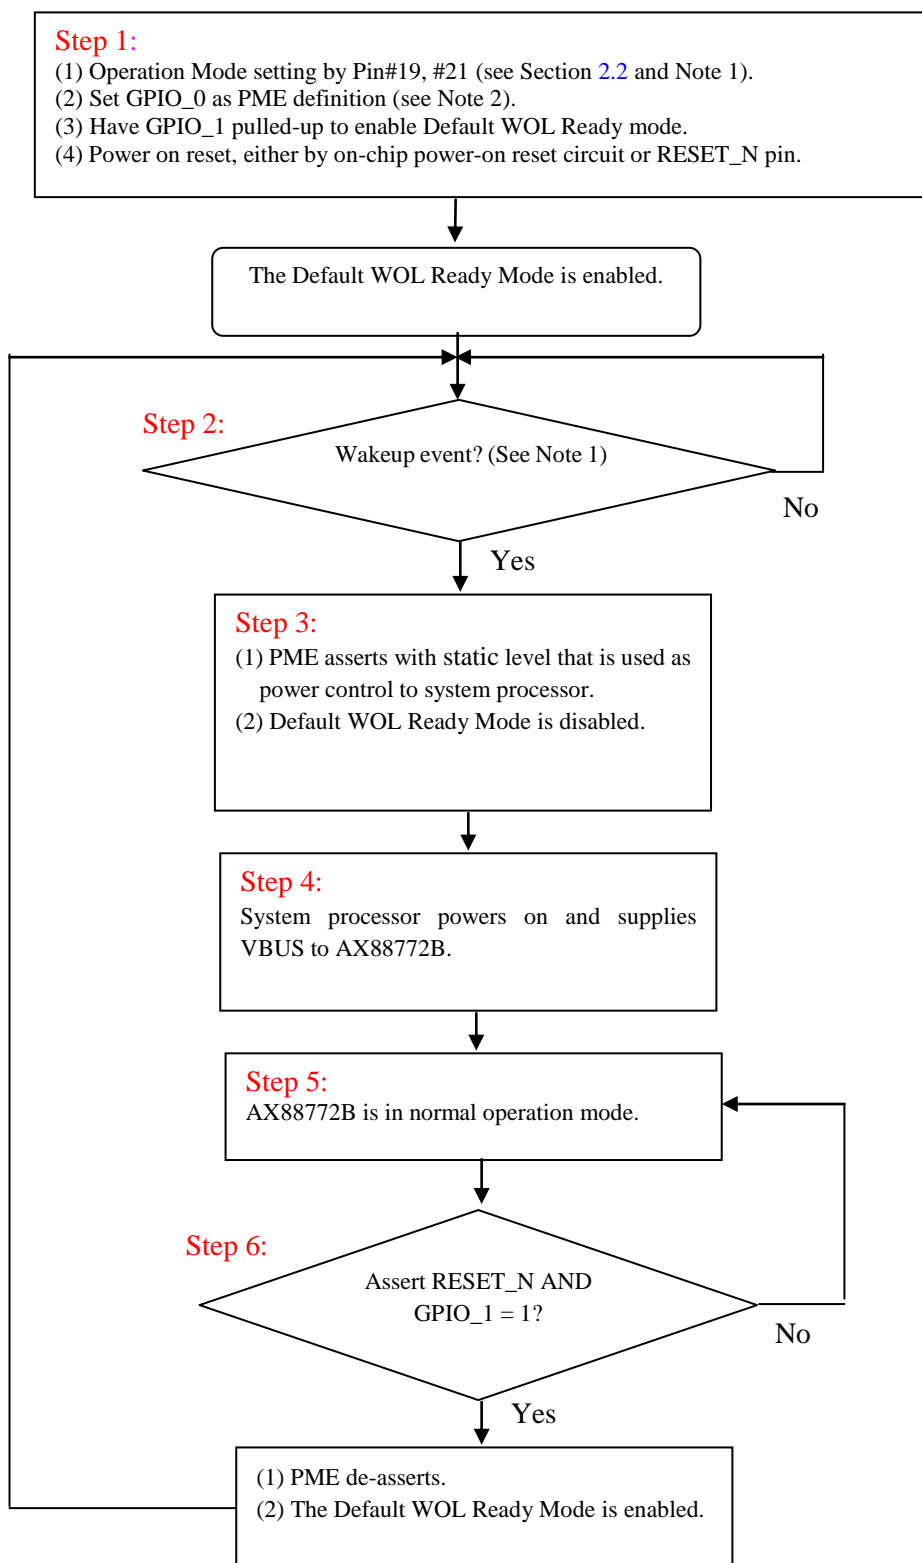 Step 1:
(1) Operation Mode setting by Pin#19, #21 (see Section 2.2 and Note 1).
(2) Set GPIO_0 as PME definition (see Note 2).
(3) Have GPIO_1 pulled-up to enable Default WOL Ready mode.
(4) Power on reset, either by on-chip power-on reset circuit or RESET_N pin.
The Default WOL Ready Mode is enabled.
Step 2:
Wakeup event? (See Note 1)
No
Yes
Step 3:
(1) PME asserts with static level that is used as
power control to system processor.
(2) Default WOL Ready Mode is disabled.
Step 4:
System processor powers on and supplies
VBUS to AX88772B.
Step 5:
AX88772B is in normal operation mode.
Step 6:
Assert RESET_N AND
GPIO_1 = 1?
No
Yes
(1) PME de-asserts.
(2) The Default WOL Ready Mode is enabled.